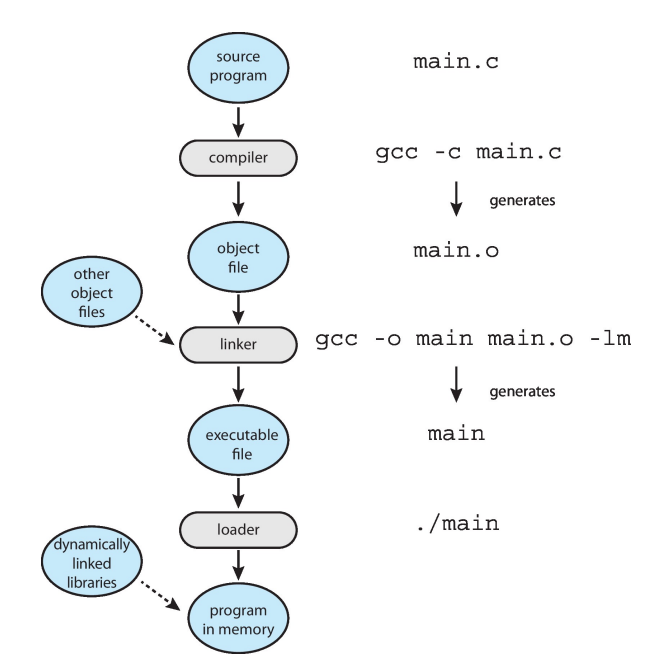 source
program
main.c
compiler
gcc -c main.c
generates
object
file
main.o
other
object
files
linker
gcc -o main main.o -lm
generates
executable
file
main
loader
./main
dynamically
linked
libraries
program
in memory